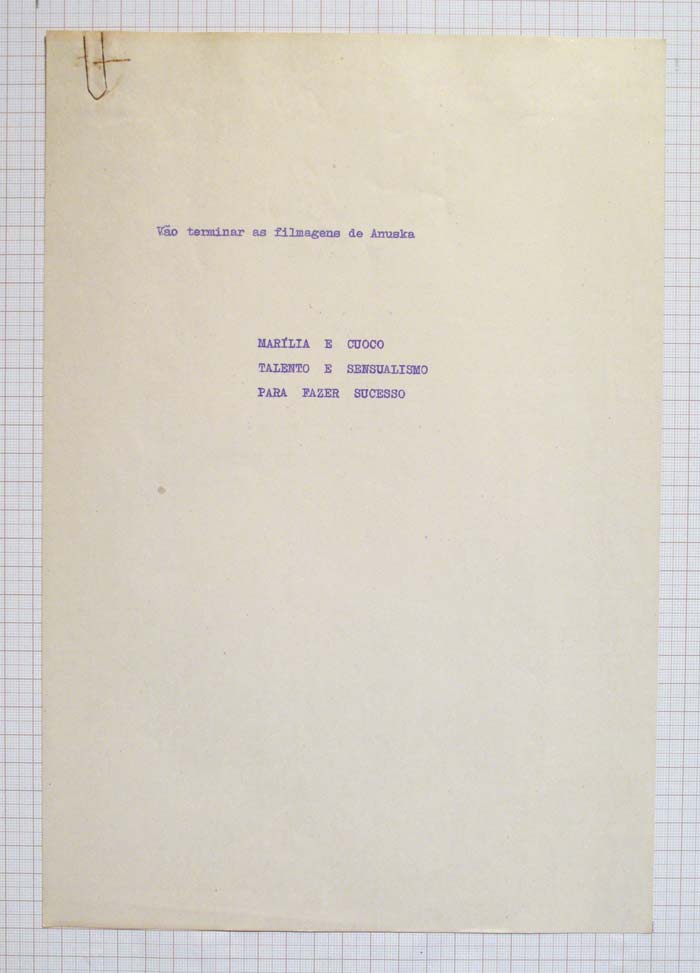 Vão terminar as filmagens de Anuska
MARÍLIA E CUOCO
TALENTO E SENSUALISMO
PARA FAZER SUCESSO